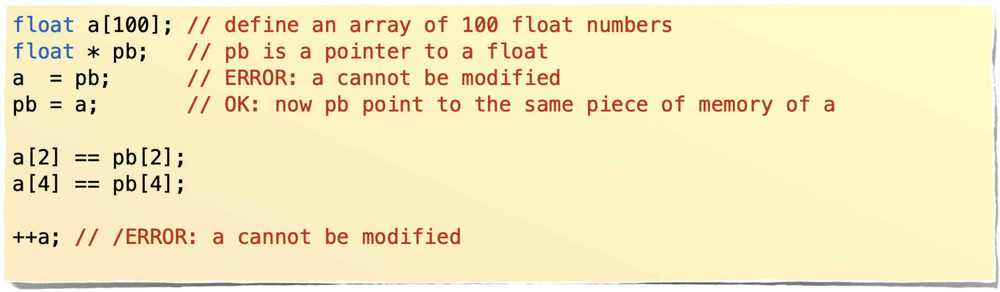 float a[100]; // define an array of 100 float numbers
float * pb;   // pb is a pointer to a float
a  = pb;      // ERROR: a cannot be modified
pb = a;       // OK: now pb point to the same piece of memory of a
a[2] == pb[2];
a[4] == pb[4];
++a; // /ERROR: a cannot be modified